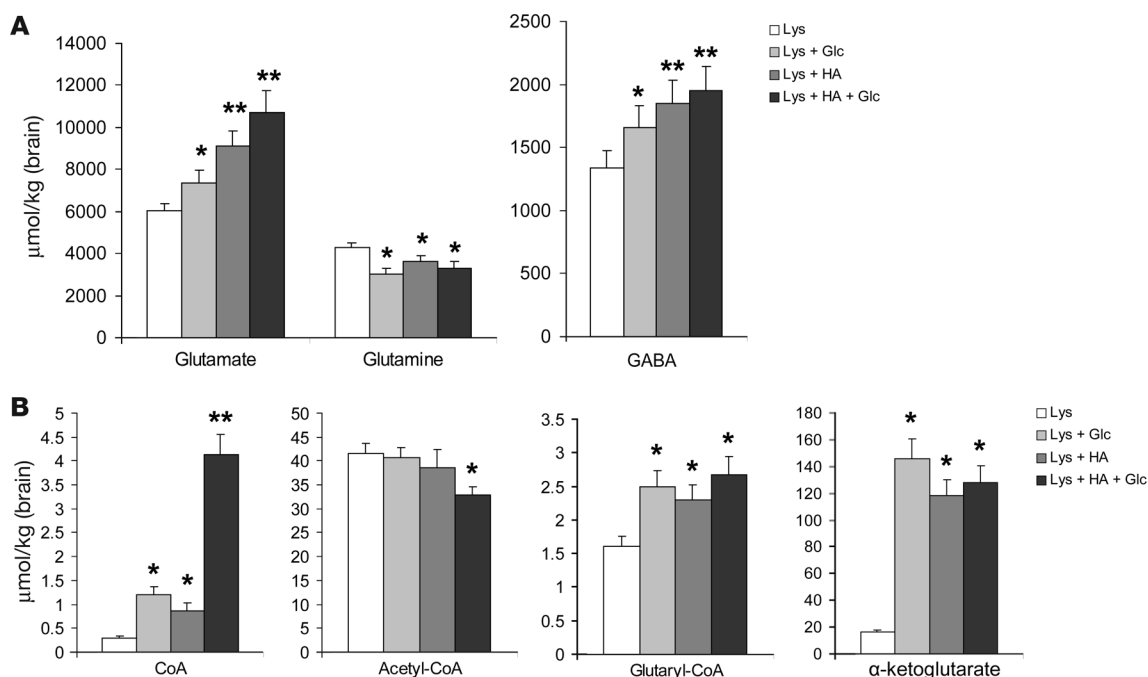 A
μmol/kg (brain)
14000
12000
10000
8000
6000
4000
2000
0
* ** **
* * *
Glutamate
Glutamine
2500
2000
1500
1000
500
0
* ** **
GABA
Lys
Lys + Glc
Lys + HA
Lys + HA + Glc
B
μmol/kg (brain)
5
4.5
4
3.5
3
2.5
2
1.5
1
0.5
0
* * **
CoA
50
45
40
35
30
25
20
15
10
5
0
*
Acetyl-CoA
3.5
3
2.5
2
1.5
1
0.5
0
* * *
Glutaryl-CoA
180
160
140
120
100
80
60
40
20
0
* * *
α-ketoglutarate
Lys
Lys + Glc
Lys + HA
Lys + HA + Glc